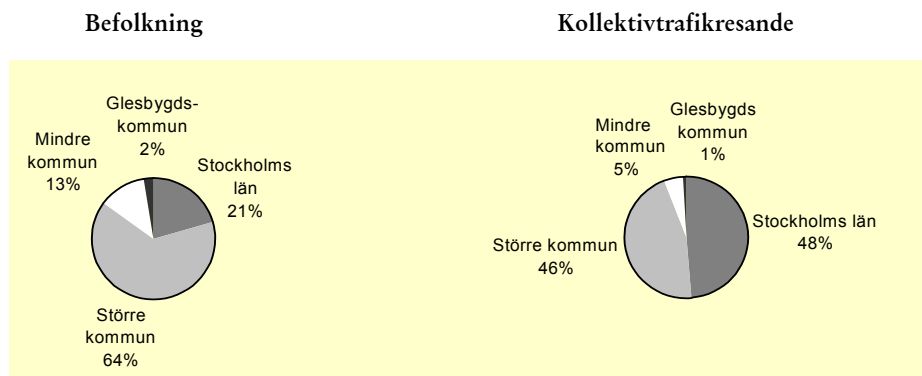 Befolkning
Glesbygds-
kommun
2%
Mindre
kommun
13%
Stockholms
län
21%
Större
kommun
64%
Kollektivtrafikresande
Glesbygds
kommun
1%
Mindre
kommun
5%
Stockholms län
48%
Större kommun
46%